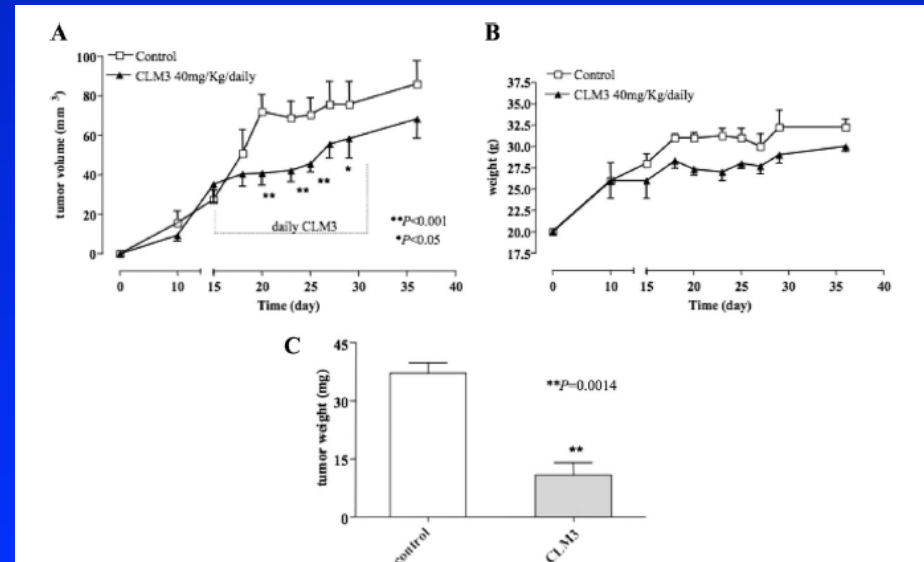 A
100
80
60
40
20
0
tumor volume (mm ³)
Control
CLM3 40mg/Kg/daily
** ** ** *
daily CLM3
**P<0.001
*P<0.05
0 10 15 20 25 30 35 40
Time (day)
B
37.5
35.0
32.5
30.0
27.5
25.0
22.5
20.0
17.5
weight (g)
Control
CLM3 40mg/Kg/daily
0 10 15 20 25 30 35 40
Time (day)
C
45
30
15
0
tumor weight (mg)
**P=0.0014
**
control
CLM3